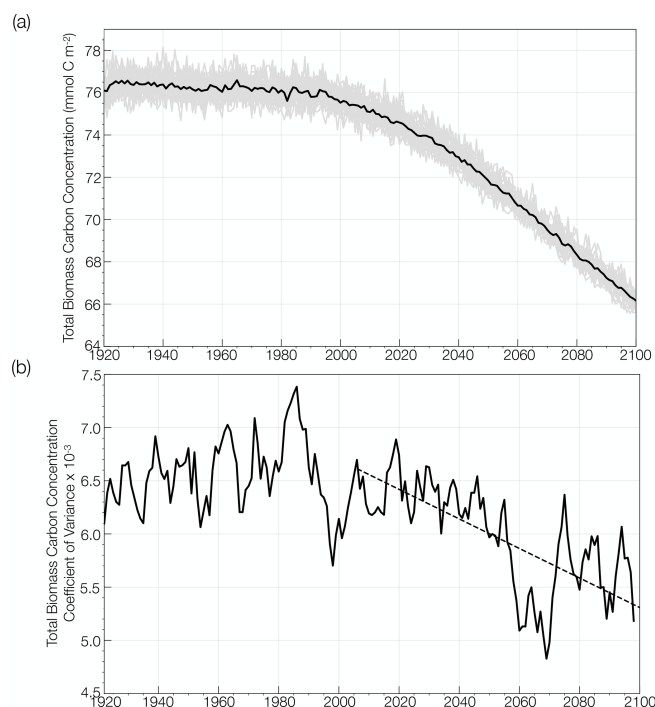 (a)
Total Biomass Carbon Concentration (mmol C m⁻²)
78
76
74
72
70
68
66
64
1920 1940 1960 1980 2000 2020 2040 2060 2080 2100
(b)
Total Biomass Carbon Concentration
Coefficient of Variance x 10⁻³
7.5
7.0
6.5
6.0
5.5
5.0
4.5
1920 1940 1960 1980 2000 2020 2040 2060 2080 2100